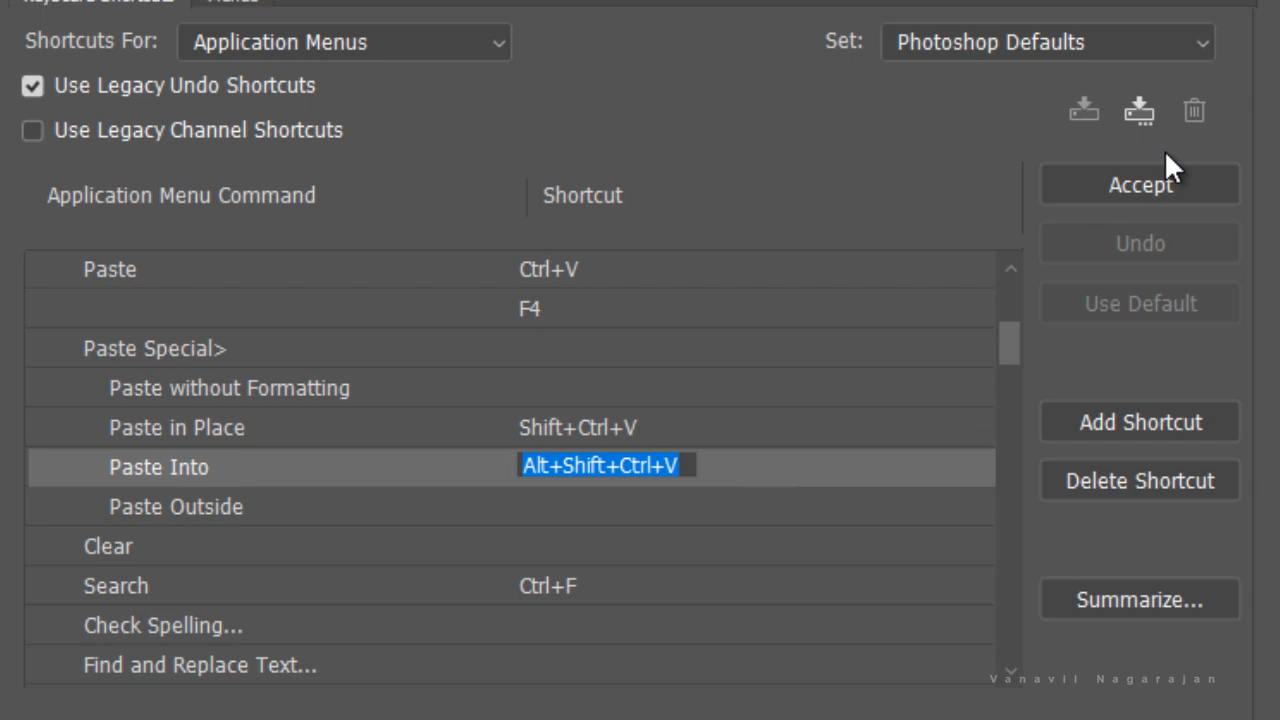 Keyboard Shortcuts Menus
Shortcuts For: Application Menus Set: Photoshop Defaults
Use Legacy Undo Shortcuts
Use Legacy Channel Shortcuts
Application Menu Command Shortcut
Accept
Undo
Use Default
Paste Ctrl+V
F4
Paste Special>
Paste without Formatting
Paste in Place Shift+Ctrl+V
Paste Into Alt+Shift+Ctrl+V
Paste Outside
Clear
Search Ctrl+F
Check Spelling...
Find and Replace Text...
Add Shortcut
Delete Shortcut
Summarize...
Vanavil Nagarajan